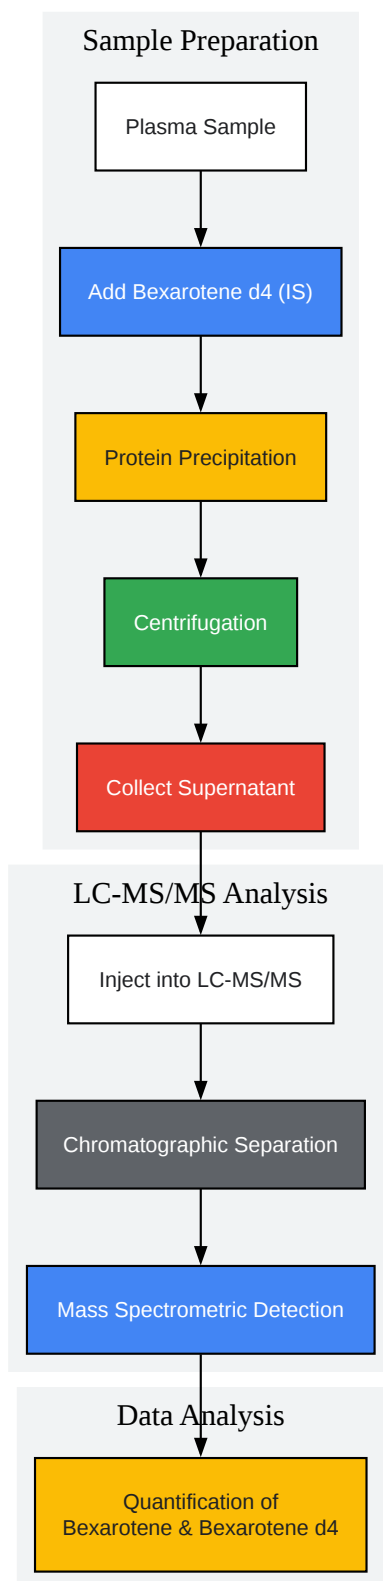 Sample Preparation
Plasma Sample
Add Bexarotene d4 (IS)
Protein Precipitation
Centrifugation
Collect Supernatant
LC-MS/MS Analysis
Inject into LC-MS/MS
Chromatographic Separation
Mass Spectrometric Detection
Data Analysis
Quantification of
Bexarotene & Bexarotene d4